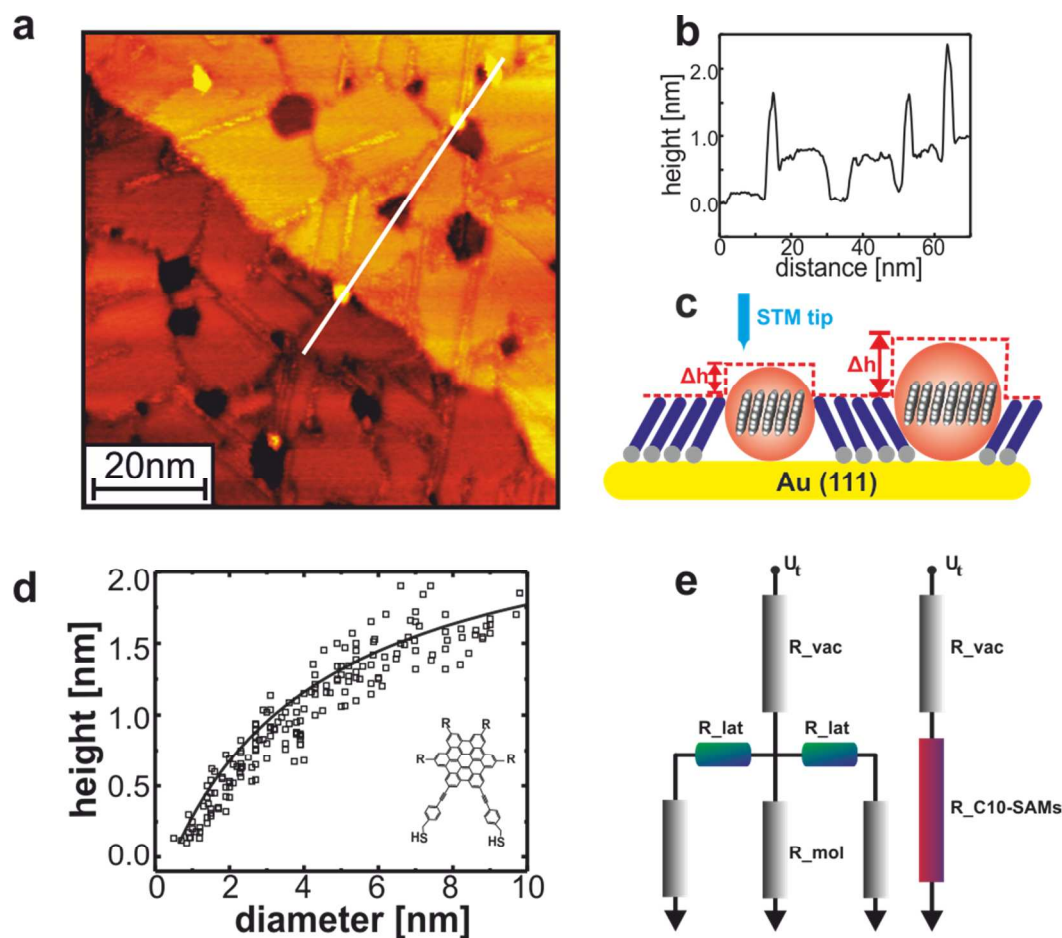 a
20nm
b
height [nm]
2.0
1.0
0.0
0 20 40 60
distance [nm]
c
STM tip
Δh
Δh
Au (111)
d
height [nm]
2.0
1.5
1.0
0.5
0.0
0 2 4 6 8 10
diameter [nm]
R R
R R
HS HS
e
Ut Ut
R_vac R_vac
R_lat R_lat
R_mol R_C10-SAMs